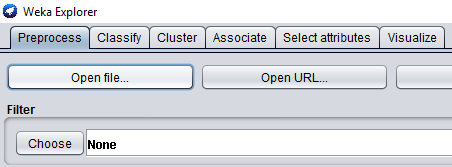 Weka Explorer
Preprocess Classify Cluster Associate Select attributes Visualize
Open file... Open URL...
Filter
Choose None